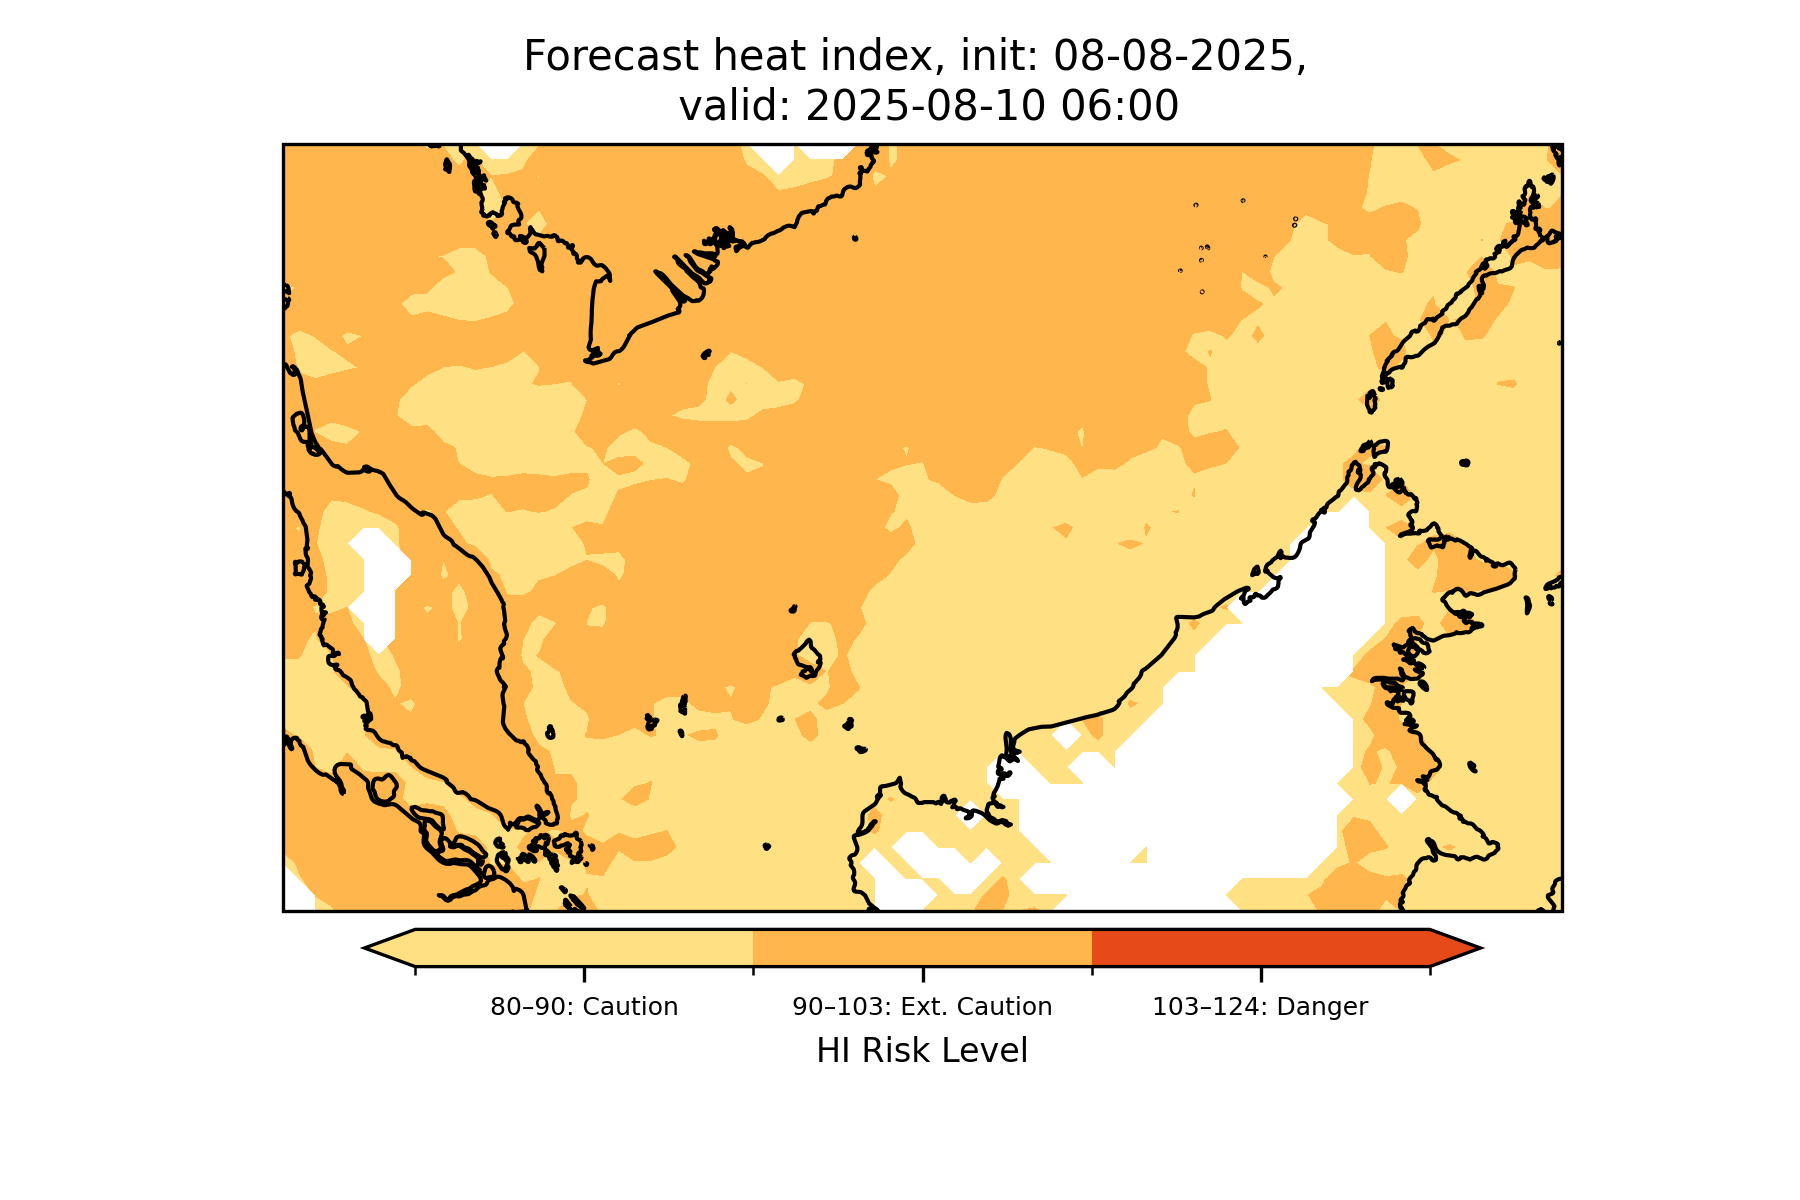 Forecast heat index, init: 08-08-2025,
valid: 2025-08-10 06:00
80–90: Caution
90–103: Ext. Caution
103–124: Danger
HI Risk Level